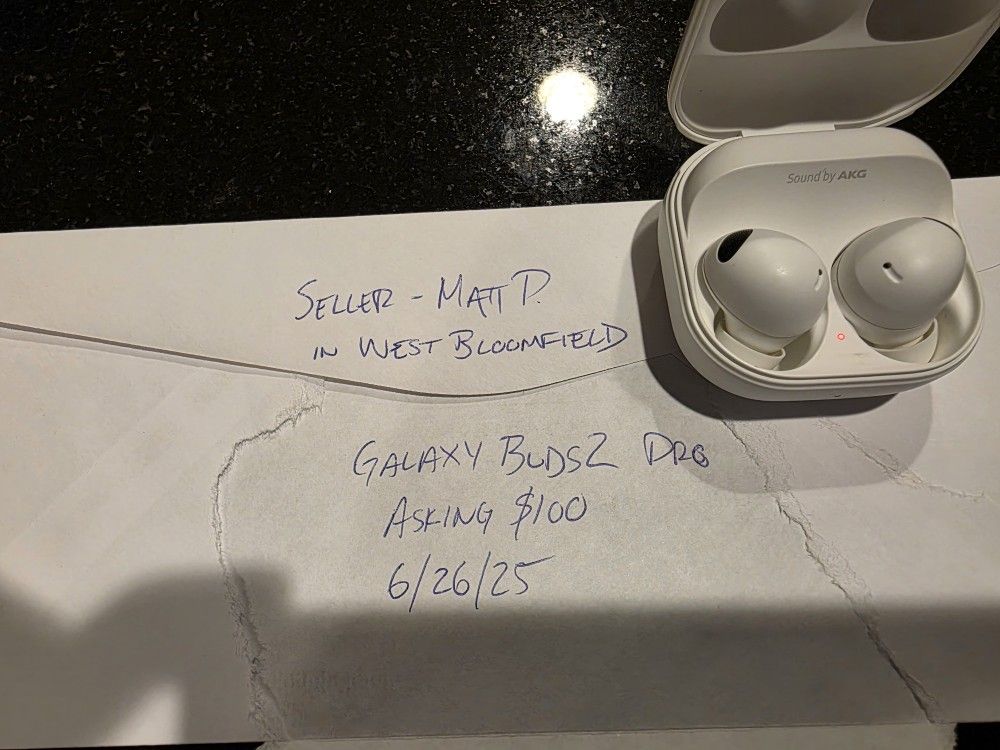 Sound by AKG
SELLER - MATT D.
IN WEST BLOOMFIELD
GALAXY BUDS2 PRO
ASKING $100
6/26/25